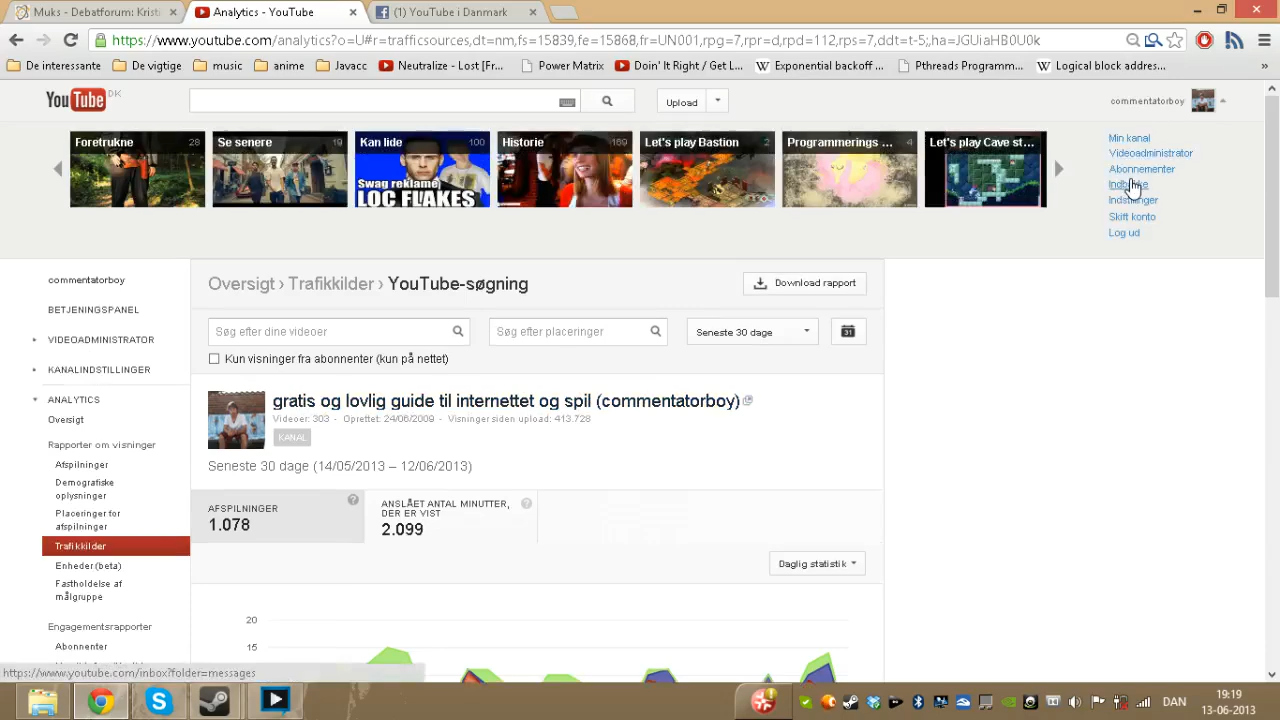 Muks - Debatforum: Kristi
Analytics - YouTube
(1) YouTube i Danmark
https://www.youtube.com/analytics?o=U#r=trafficsources,dt=nm,fs=15839,fe=15868,fr=UN001,rpg=7,rpr=d,rpd=112,rps=7,ddt=t-5;,ha=JGUiaHB0U0k
De interessante
De vigtige
music
anime
Javacc
Neutralize - Lost [Fr...
Power Matrix
Doin' It Right / Get L...
Exponential backoff ...
Pthreads Programm...
Logical block addres...
»
YouTube DK
Upload
commentatorboy
Foretrukne 28
Se senere 19
Kan lide 100
Historie 169
Let's play Bastion 2
Programmerings ... 4
Let's play Cave st...
Swag reklame,
LOC FLAKES
Min kanal
Videoadministrator
Abonnementer
Indstillinger
Skift konto
Log ud
commentatorboy
BETJENINGSPANEL
VIDEOADMINISTRATOR
KANALINDSTILLINGER
ANALYTICS
Oversigt
Rapporter om visninger
Afspilninger
Demografiske
oplysninger
Placeringer for
afspilninger
Trafikkilder
Enheder (beta)
Fastholdelse af
målgruppe
Engagementsrapporter
Abonnenter
Oversigt › Trafikkilder › YouTube-søgning
Download rapport
Søg efter dine videoer
Søg efter placeringer
Seneste 30 dage
31
Kun visninger fra abonnenter (kun på nettet)
gratis og lovlig guide til internettet og spil (commentatorboy)
Videoer: 303 - Oprettet: 24/06/2009 - Visninger siden upload: 413.728
KANAL
Seneste 30 dage (14/05/2013 – 12/06/2013)
AFSPILNINGER
1.078
ANSLÅET ANTAL MINUTTER,
DER ER VIST
2.099
Daglig statistik
20
15
https://www.youtube.com/inbox?folder=messages
DAN
19:19
13-06-2013